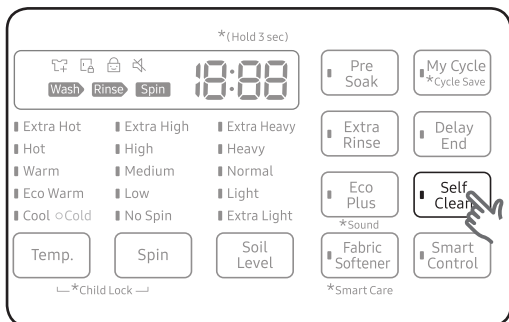 *(Hold 3 sec)
18:88
Wash Rinse Spin
Extra Hot
Hot
Warm
Eco Warm
Cool Cold
Extra High
High
Medium
Low
No Spin
Extra Heavy
Heavy
Normal
Light
Extra Light
Temp.
Spin
Soil
Level
*Child Lock
Pre
Soak
My Cycle
*Cycle Save
Extra
Rinse
Delay
End
Eco
Plus
*Sound
Self
Clean
Fabric
Softener
*Smart Care
Smart
Control